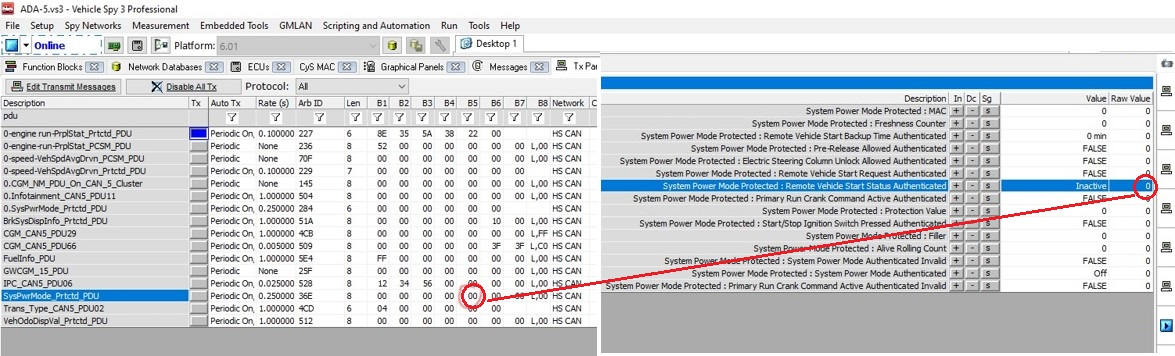 ADA-5.vs3 - Vehicle Spy 3 Professional
File Setup Spy Networks Measurement Embedded Tools GMLAN Scripting and Automation Run Tools Help
Online Platform: 6.01 Desktop 1
Function Blocks Network Databases ECUs CyS MAC Graphical Panels Messages Tx Par
Edit Transmit Messages Disable All Tx Protocol: All
Description Tx Auto Tx Rate (s) Arb ID Len B1 B2 B3 B4 B5 B6 B7 B8 Network C
pdu
0-engine run-PrplStat_Prtctd_PDU Periodic On, 0.100000 227 6 8E 35 5A 38 22 00 HS CAN
0-engine-run-PrplStat_PCSM_PDU Periodic None 236 8 52 00 00 00 00 00 00 L,00 HS CAN
0-speed-VehSpdAvgDrvn_PCSM_PDU Periodic None 70F 8 00 00 00 00 00 00 00 L,00 HS CAN
0-speed-VehSpdAvgDrvn_Prtctd_PDU Periodic On, 0.100000 229 7 00 00 00 00 00 00 00 HS CAN
0.CGM_NM_PDU_On_CAN_5_Cluster Periodic None 145 8 00 00 00 00 00 00 00 L,00 HS CAN
0.Infotainment_CAN5_PDU11 Periodic On, 1.000000 504 8 00 00 00 00 00 00 00 L,00 HS CAN
0.SysPwrMode_Prtctd_PDU Periodic On, 0.250000 284 6 00 00 00 00 00 00 HS CAN
BrkSysDispInfo_Prtctd_PDU Periodic On, 1.000000 51A 8 00 00 00 00 00 00 00 L,00 HS CAN
CGM_CAN5_PDU29 Periodic On, 1.000000 4CB 8 00 00 00 00 00 00 00 L,FF HS CAN
CGM_CAN5_PDU66 Periodic On, 0.005000 509 8 00 00 00 00 00 3F 3F L,00 HS CAN
FuelInfo_PDU Periodic On, 1.000000 5E4 8 FF 00 00 00 00 00 00 L,00 HS CAN
GWCGM_15_PDU Periodic None 25F 8 00 00 00 00 00 00 00 L,00 HS CAN
IPC_CAN5_PDU06 Periodic On, 0.025000 528 8 12 34 56 00 00 00 00 L,00 HS CAN
SysPwrMode_Prtctd_PDU Periodic On, 0.250000 36E 8 00 00 00 00 00 00 00 L,00 HS CAN
Trans_Type_CAN5_PDU02 Periodic On, 1.000000 4CD 6 04 00 00 00 00 00 HS CAN
VehOdoDispVal_Prtctd_PDU Periodic On, 1.000000 512 8 00 00 00 00 00 00 00 L,00 HS CAN
Description In Dc Sg Value Raw Value
System Power Mode Protected : MAC + - s 0 0
System Power Mode Protected : Freshness Counter + - s 0 0
System Power Mode Protected : Remote Vehicle Start Backup Time Authenticated + - s 0 min 0
System Power Mode Protected : Pre-Release Allowed Authenticated + - s FALSE 0
System Power Mode Protected : Electric Steering Column Unlock Allowed Authenticated + - s FALSE 0
System Power Mode Protected : Remote Vehicle Start Request Authenticated + - s FALSE 0
System Power Mode Protected : Remote Vehicle Start Status Authenticated + - s Inactive 0
System Power Mode Protected : Primary Run Crank Command Active Authenticated + - s FALSE 0
System Power Mode Protected : Protection Value + - s 0 0
System Power Mode Protected : Start/Stop Ignition Switch Pressed Authenticated + - s FALSE 0
System Power Mode Protected : Filler + - s 0 0
System Power Mode Protected : Alive Rolling Count + - s 0 0
System Power Mode Protected : System Power Mode Authenticated Invalid + - s FALSE 0
System Power Mode Protected : System Power Mode Authenticated + - s Off 0
System Power Mode Protected : Primary Run Crank Command Active Authenticated Invalid + - s FALSE 0